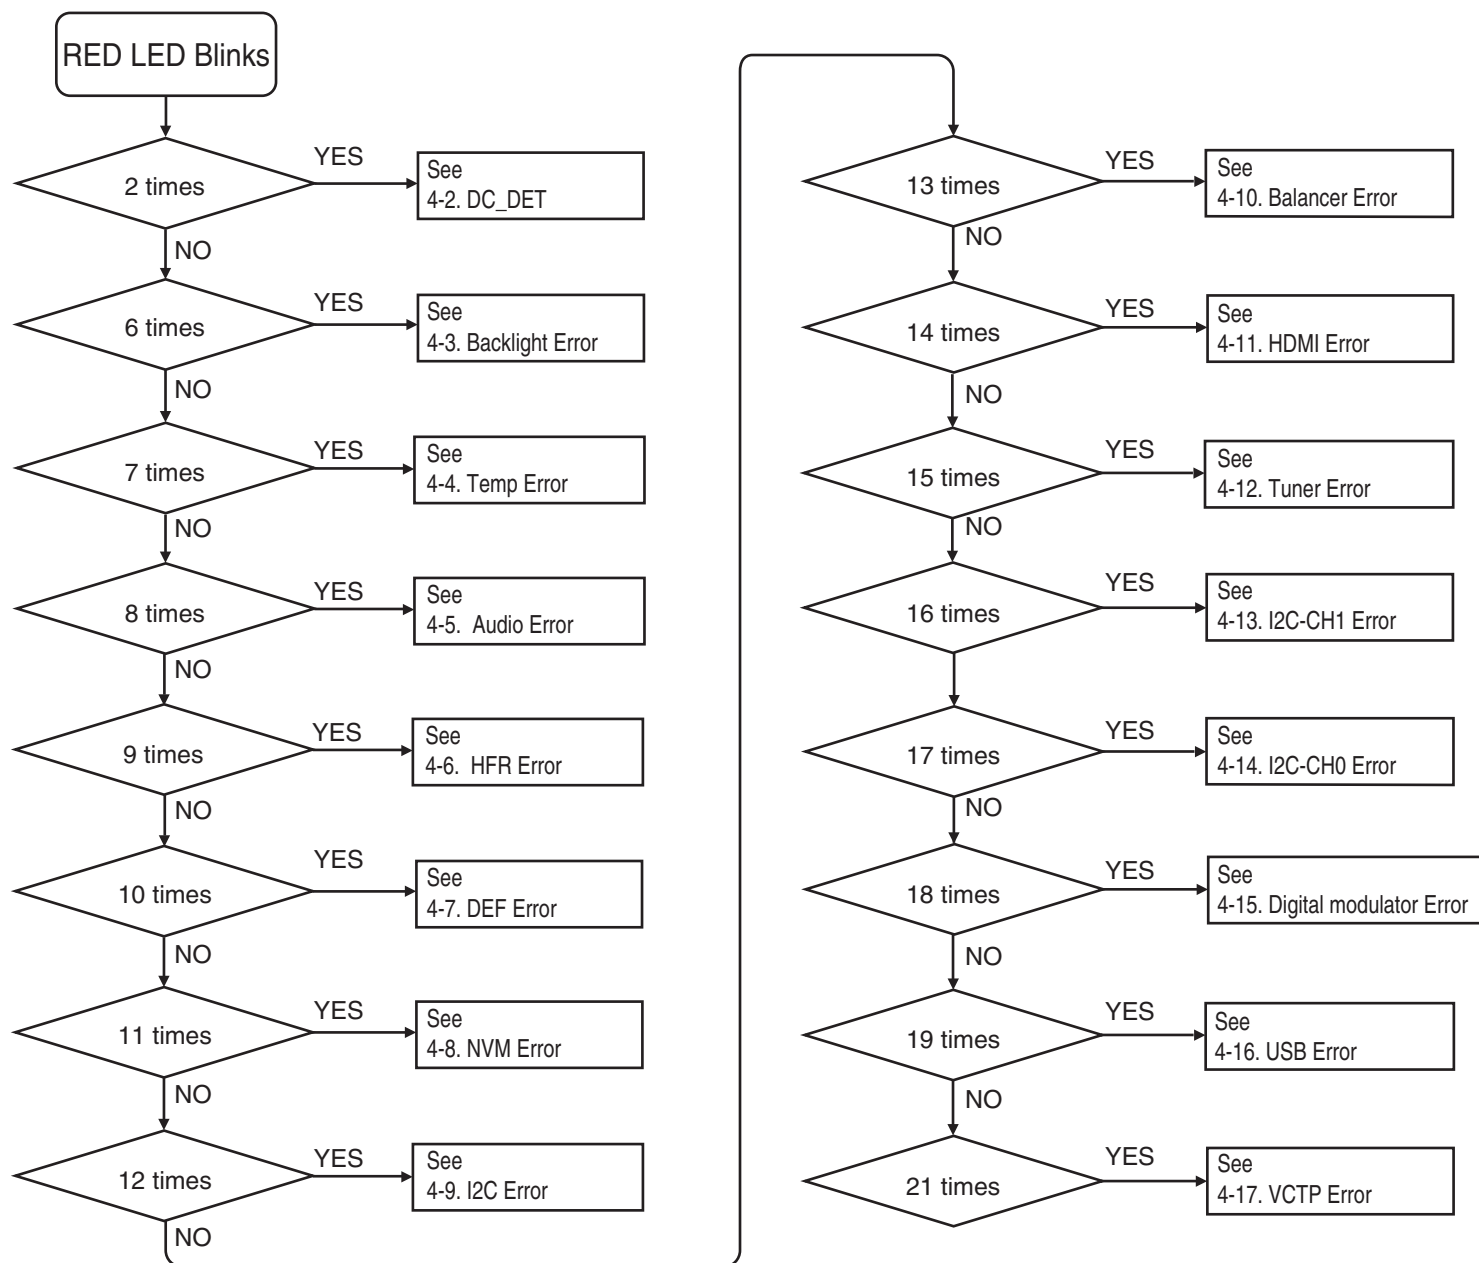 RED LED Blinks
2 times
YES
See
4-2. DC_DET
NO
6 times
YES
See
4-3. Backlight Error
NO
7 times
YES
See
4-4. Temp Error
NO
8 times
YES
See
4-5. Audio Error
NO
9 times
YES
See
4-6. HFR Error
NO
10 times
YES
See
4-7. DEF Error
NO
11 times
YES
See
4-8. NVM Error
NO
12 times
YES
See
4-9. I2C Error
NO
13 times
YES
See
4-10. Balancer Error
NO
14 times
YES
See
4-11. HDMI Error
NO
15 times
YES
See
4-12. Tuner Error
NO
16 times
YES
See
4-13. I2C-CH1 Error
17 times
YES
See
4-14. I2C-CH0 Error
NO
18 times
YES
See
4-15. Digital modulator Error
NO
19 times
YES
See
4-16. USB Error
NO
21 times
YES
See
4-17. VCTP Error